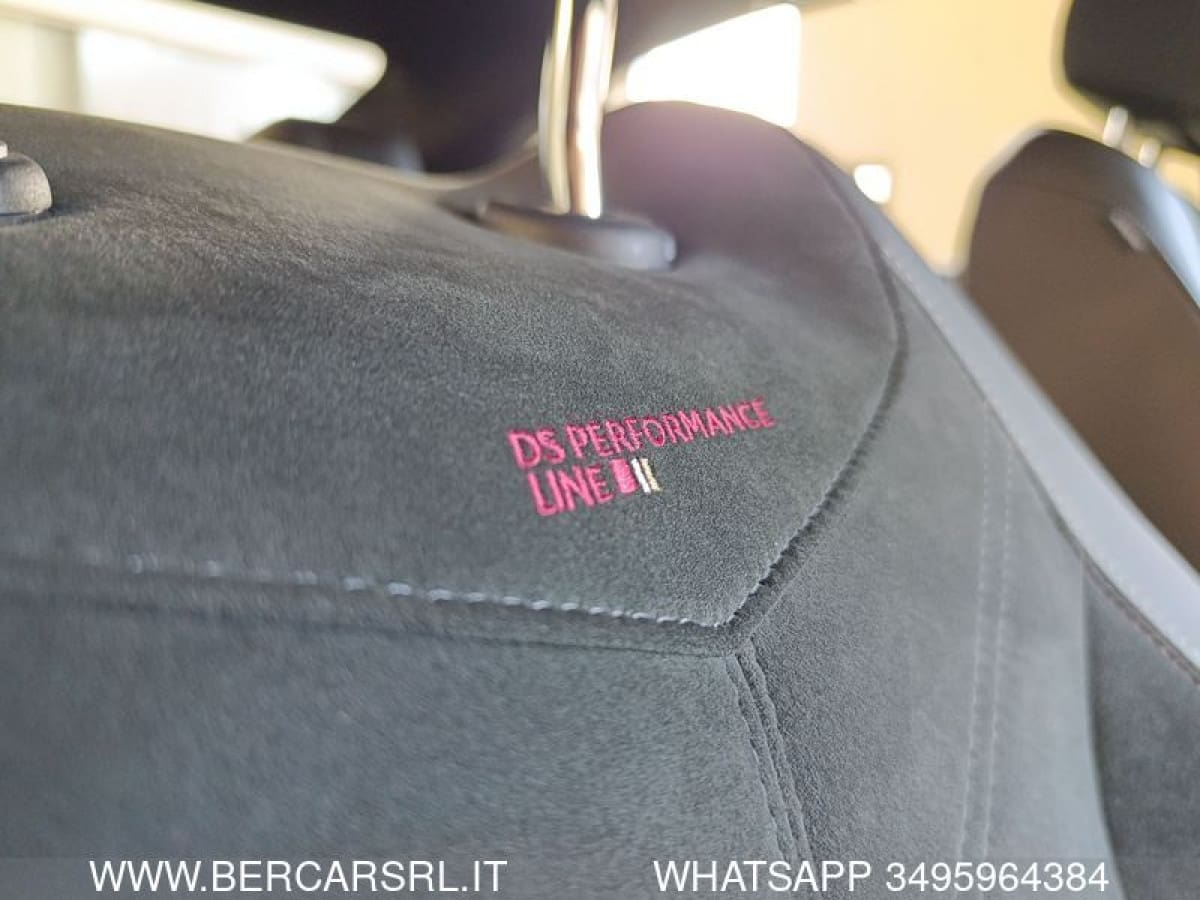 DS PERFORMANCE
LINE
WWW.BERCARSRL.IT
WHATSAPP 3495964384